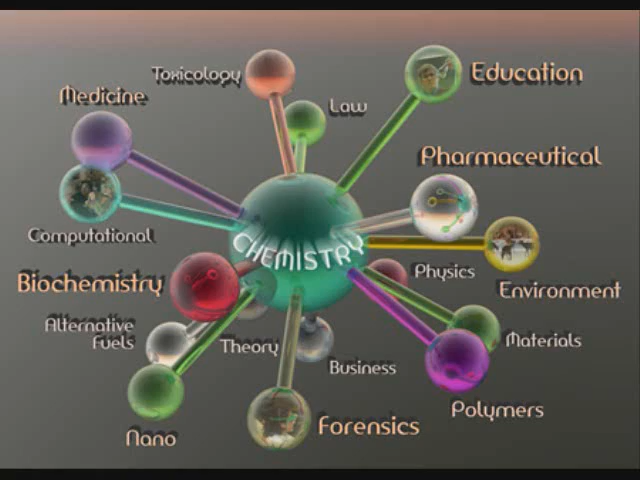 Toxicology
Education
Medicine
Law
Pharmaceutical
Computational
CHEMISTRY
Physics
Biochemistry
Environment
Alternative
Fuels
Theory
Materials
Business
Polymers
Nano
Forensics